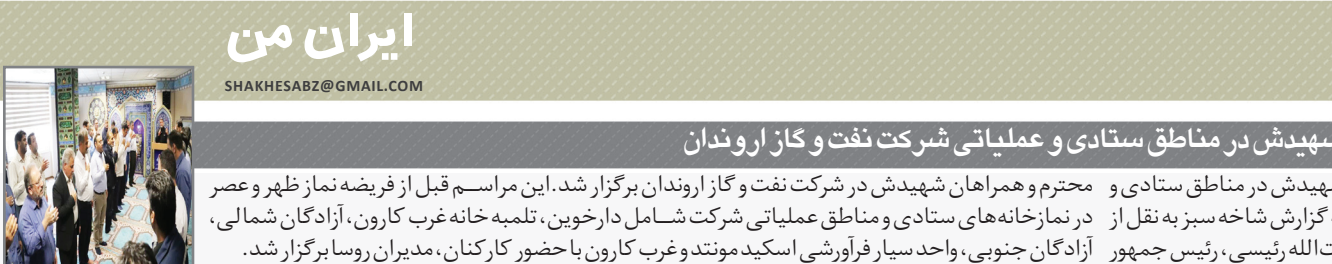 ایران من
SHAKHESABZ@GMAIL.COM
در مناطق ستادی و عملیاتی شرکت نفت و گاز اروندان
در مناطق ستادی و
گزارش شاخه سبز به نقل از
رئیسی، رئیس جمهور
محترم و همراهان شهیدش در شرکت نفت و گاز اروندان برگزار شد.این مراسم قبل از فریضه نماز ظهر و عصر
در نمازخانه‌های ستادی و مناطق عملیاتی شرکت شامل دارخوین، تلمبه خانه غرب کارون، آزادگان شمالی،
آزادگان جنوبی، واحد سیار فرآورشی اسکید مونتد و غرب کارون با حضور کارکنان، مدیران روسا برگزار شد.